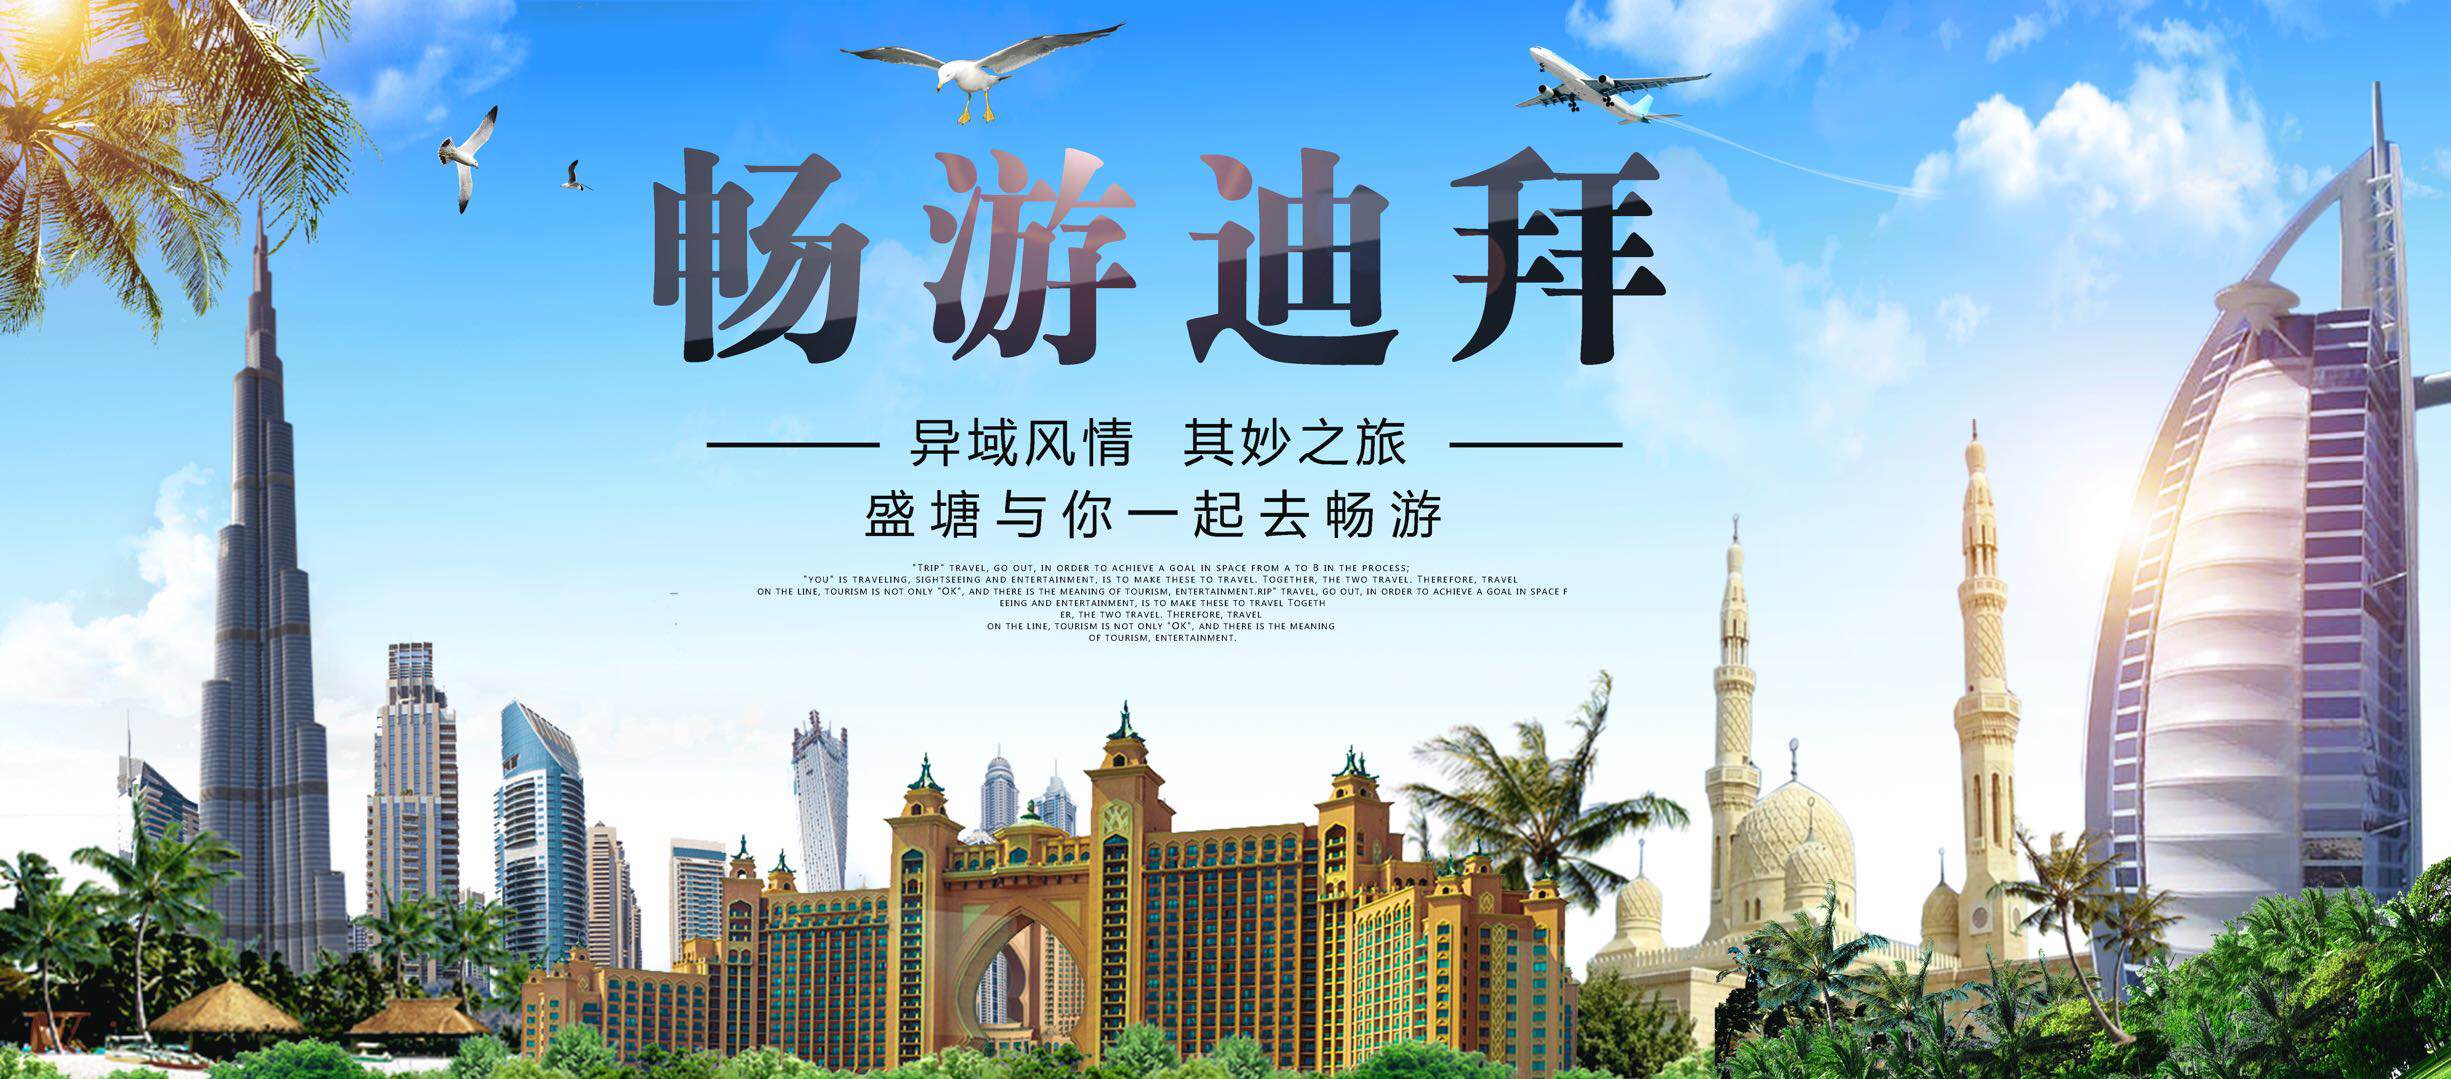 畅游迪拜
异域风情 其妙之旅
盛塘与你一起去畅游
"TRIP" TRAVEL, GO OUT, IN ORDER TO ACHIEVE A GOAL IN SPACE FROM A TO B IN THE PROCESS;
"YOU" IS TRAVELING, SIGHTSEEING AND ENTERTAINMENT, IS TO MAKE THESE TO TRAVEL. TOGETHER, THE TWO TRAVEL. THEREFORE, TRAVEL
ON THE LINE, TOURISM IS NOT ONLY "OK", AND THERE IS THE MEANING OF TOURISM, ENTERTAINMENT.RIP" TRAVEL, GO OUT, IN ORDER TO ACHIEVE A GOAL IN SPACE F
EEING AND ENTERTAINMENT, IS TO MAKE THESE TO TRAVEL TOGETH
ER, THE TWO TRAVEL. THEREFORE, TRAVEL
ON THE LINE, TOURISM IS NOT ONLY "OK", AND THERE IS THE MEANING
OF TOURISM, ENTERTAINMENT.